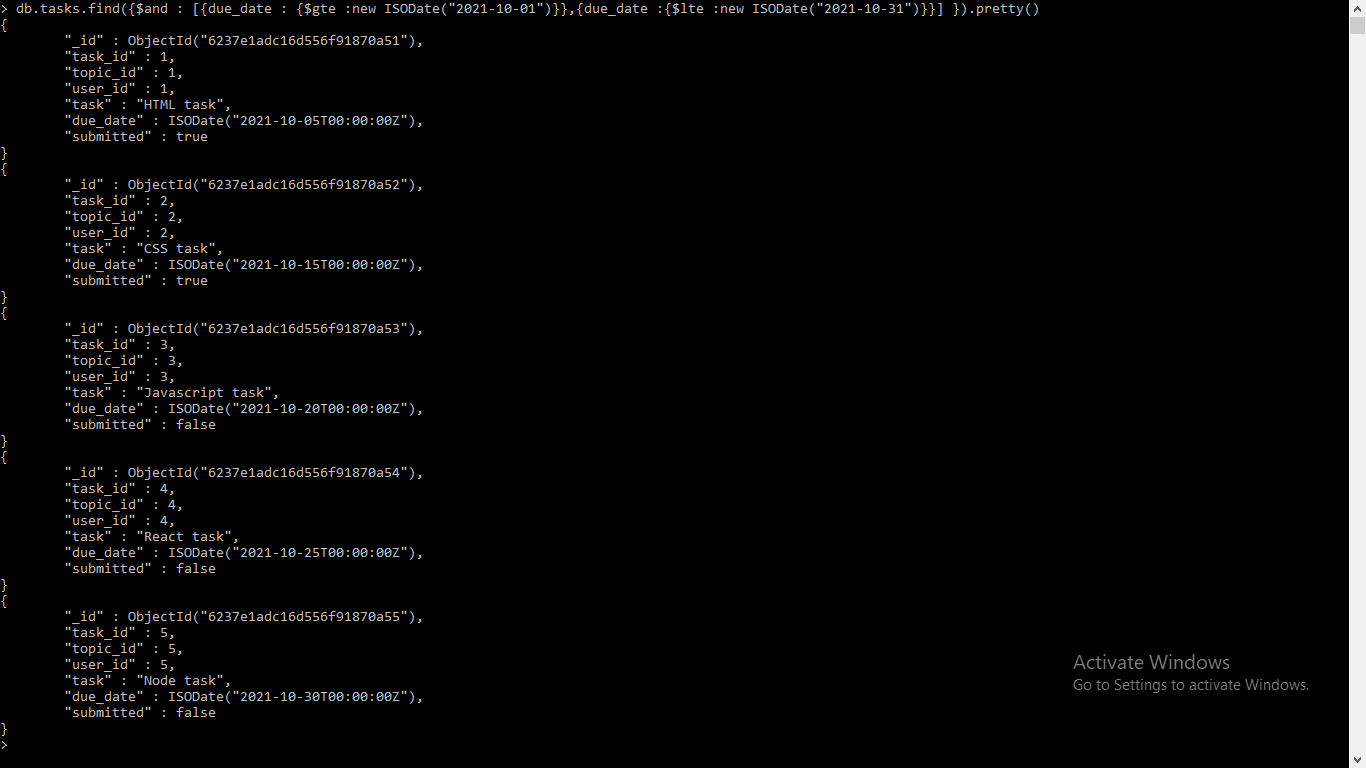 > db.tasks.find({$and : [{due_date : {$gte :new ISODate("2021-10-01")}},{due_date :{$lte :new ISODate("2021-10-31")}}] }).pretty()
{
        "_id" : ObjectId("6237e1adc16d556f91870a51"),
        "task_id" : 1,
        "topic_id" : 1,
        "user_id" : 1,
        "task" : "HTML task",
        "due_date" : ISODate("2021-10-05T00:00:00Z"),
        "submitted" : true
}
{
        "_id" : ObjectId("6237e1adc16d556f91870a52"),
        "task_id" : 2,
        "topic_id" : 2,
        "user_id" : 2,
        "task" : "CSS task",
        "due_date" : ISODate("2021-10-15T00:00:00Z"),
        "submitted" : true
}
{
        "_id" : ObjectId("6237e1adc16d556f91870a53"),
        "task_id" : 3,
        "topic_id" : 3,
        "user_id" : 3,
        "task" : "Javascript task",
        "due_date" : ISODate("2021-10-20T00:00:00Z"),
        "submitted" : false
}
{
        "_id" : ObjectId("6237e1adc16d556f91870a54"),
        "task_id" : 4,
        "topic_id" : 4,
        "user_id" : 4,
        "task" : "React task",
        "due_date" : ISODate("2021-10-25T00:00:00Z"),
        "submitted" : false
}
{
        "_id" : ObjectId("6237e1adc16d556f91870a55"),
        "task_id" : 5,
        "topic_id" : 5,
        "user_id" : 5,
        "task" : "Node task",
        "due_date" : ISODate("2021-10-30T00:00:00Z"),
        "submitted" : false
}
>
Activate Windows
Go to Settings to activate Windows.